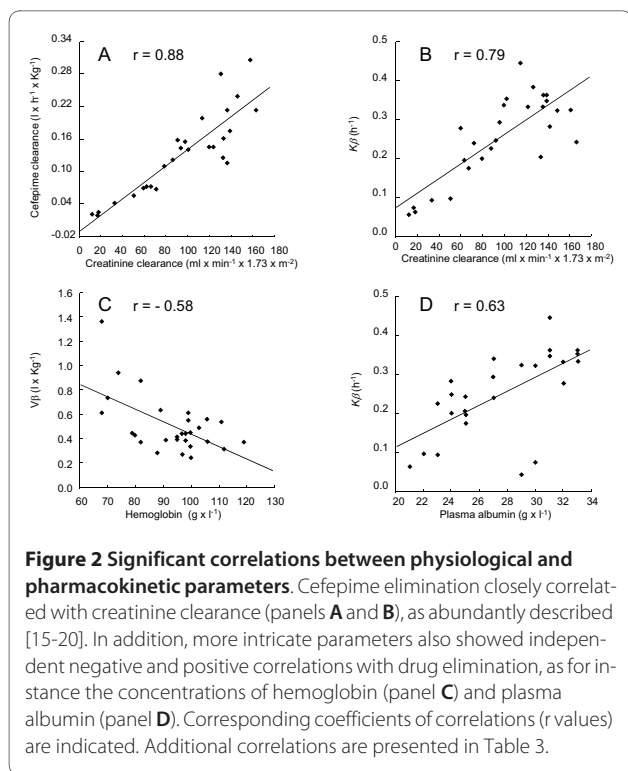 A r = 0.88
Cefepime clearance (l x h-1 x Kg-1)
0.34
0.28
0.22
0.16
0.10
0.04
-0.02
0 20 40 60 80 100 120 140 160 180
Creatinine clearance (ml x min-1 x 1.73 x m-2)
B r = 0.79
Kβ (h-1)
0.5
0.4
0.3
0.2
0.1
0.0
0 20 40 60 80 100 120 140 160 180
Creatinine clearance (ml x min-1 x 1.73 x m-2)
C r = - 0.58
Vβ (l x Kg-1)
1.6
1.4
1.2
1.0
0.8
0.6
0.4
0.2
0.0
60 70 80 90 100 110 120 130
Hemoglobin (g x l-1)
D r = 0.63
Kβ (h-1)
0.5
0.4
0.3
0.2
0.1
0.0
20 22 24 26 28 30 32 34
Plasma albumin (g x l-1)
Figure 2 Significant correlations between physiological and
pharmacokinetic parameters. Cefepime elimination closely correlat-
ed with creatinine clearance (panels A and B), as abundantly described
[15-20]. In addition, more intricate parameters also showed indepen-
dent negative and positive correlations with drug elimination, as for in-
stance the concentrations of hemoglobin (panel C) and plasma
albumin (panel D). Corresponding coefficients of correlations (r values)
are indicated. Additional correlations are presented in Table 3.